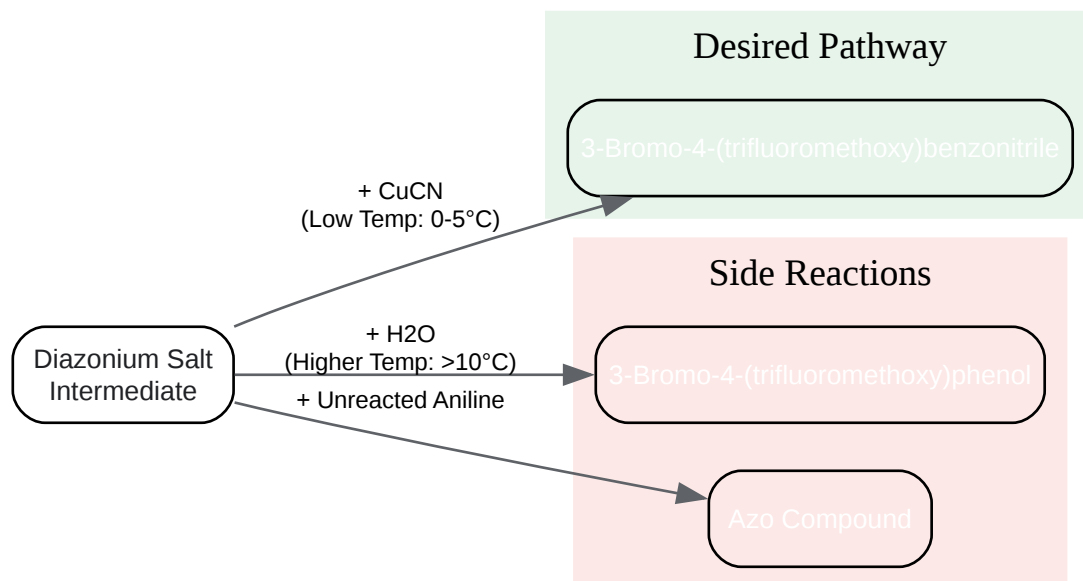 Desired Pathway
3-Bromo-4-(trifluoromethoxy)benzonitrile
+ CuCN
(Low Temp: 0-5°C)
Side Reactions
+ H2O
(Higher Temp: >10°C)
3-Bromo-4-(trifluoromethoxy)phenol
Diazonium Salt
Intermediate
+ Unreacted Aniline
Azo Compound